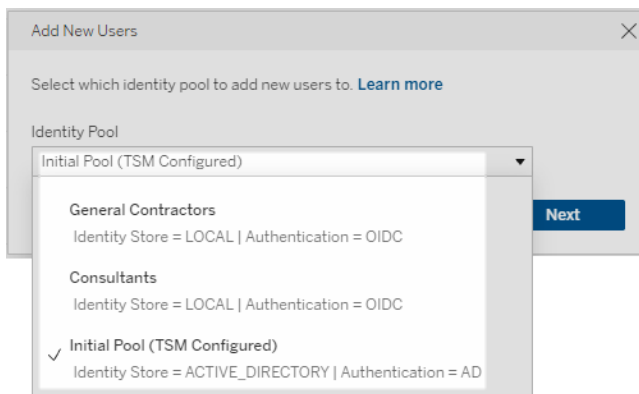 Add New Users
Select which identity pool to add new users to. Learn more
Identity Pool
Initial Pool (TSM Configured)
Next
General Contractors
Identity Store = LOCAL | Authentication = OIDC
Consultants
Identity Store = LOCAL | Authentication = OIDC
Initial Pool (TSM Configured)
Identity Store = ACTIVE_DIRECTORY | Authentication = AD